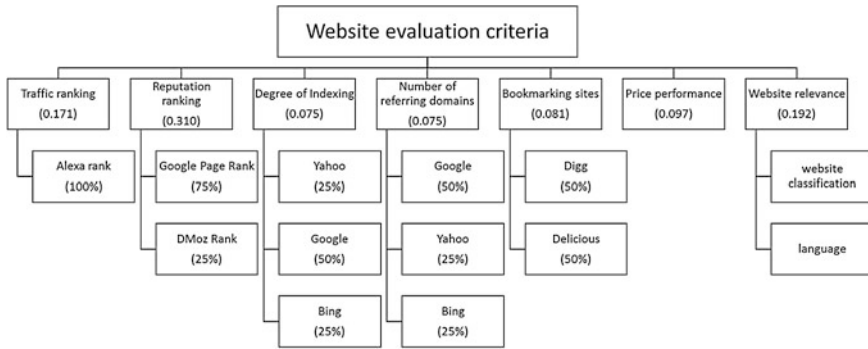 Website evaluation criteria
Traffic ranking
(0.171)
Reputation
ranking
(0.310)
Degree of Indexing
(0.075)
Number of
referring domains
(0.075)
Bookmarking sites
(0.081)
Price performance
(0.097)
Website relevance
(0.192)
Alexa rank
(100%)
Google Page Rank
(75%)
Yahoo
(25%)
Google
(50%)
Digg
(50%)
website
classification
DMoz Rank
(25%)
Google
(50%)
Yahoo
(25%)
Delicious
(50%)
language
Bing
(25%)
Bing
(25%)